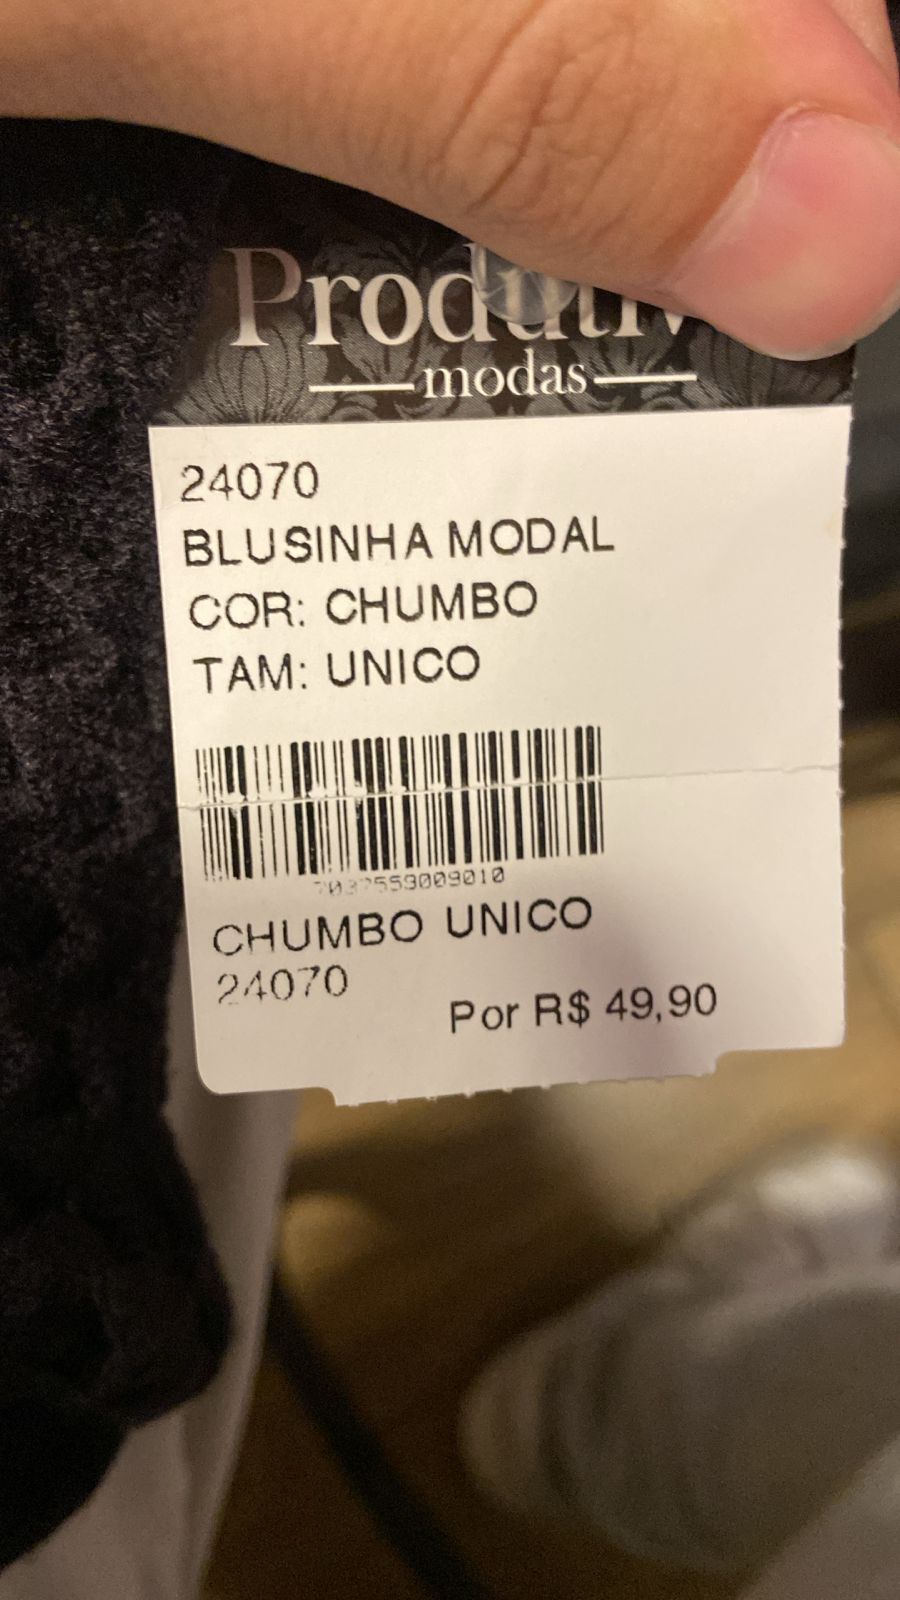 modas
24070
BLUSINHA MODAL
COR: CHUMBO
TAM: UNICO
CHUMBO UNICO
24070
Por R$ 49,90